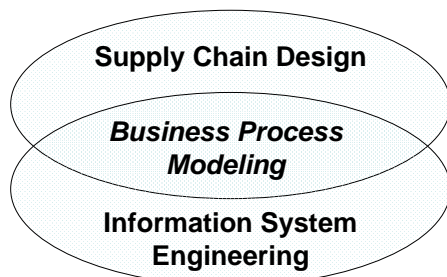 Supply Chain Design
Business Process
Modeling
Information System
Engineering